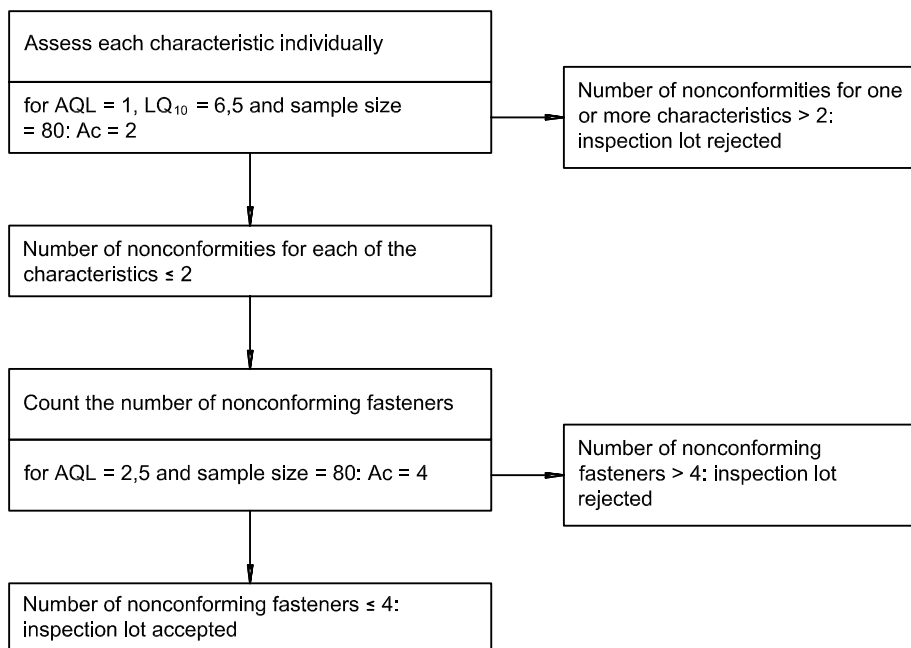 Assess each characteristic individually
for AQL = 1, LQ₁₀ = 6,5 and sample size
= 80: Ac = 2
Number of nonconformities for one
or more characteristics > 2:
inspection lot rejected
Number of nonconformities for each of the
characteristics ≤ 2
Count the number of nonconforming fasteners
for AQL = 2,5 and sample size = 80: Ac = 4
Number of nonconforming
fasteners > 4: inspection lot
rejected
Number of nonconforming fasteners ≤ 4:
inspection lot accepted